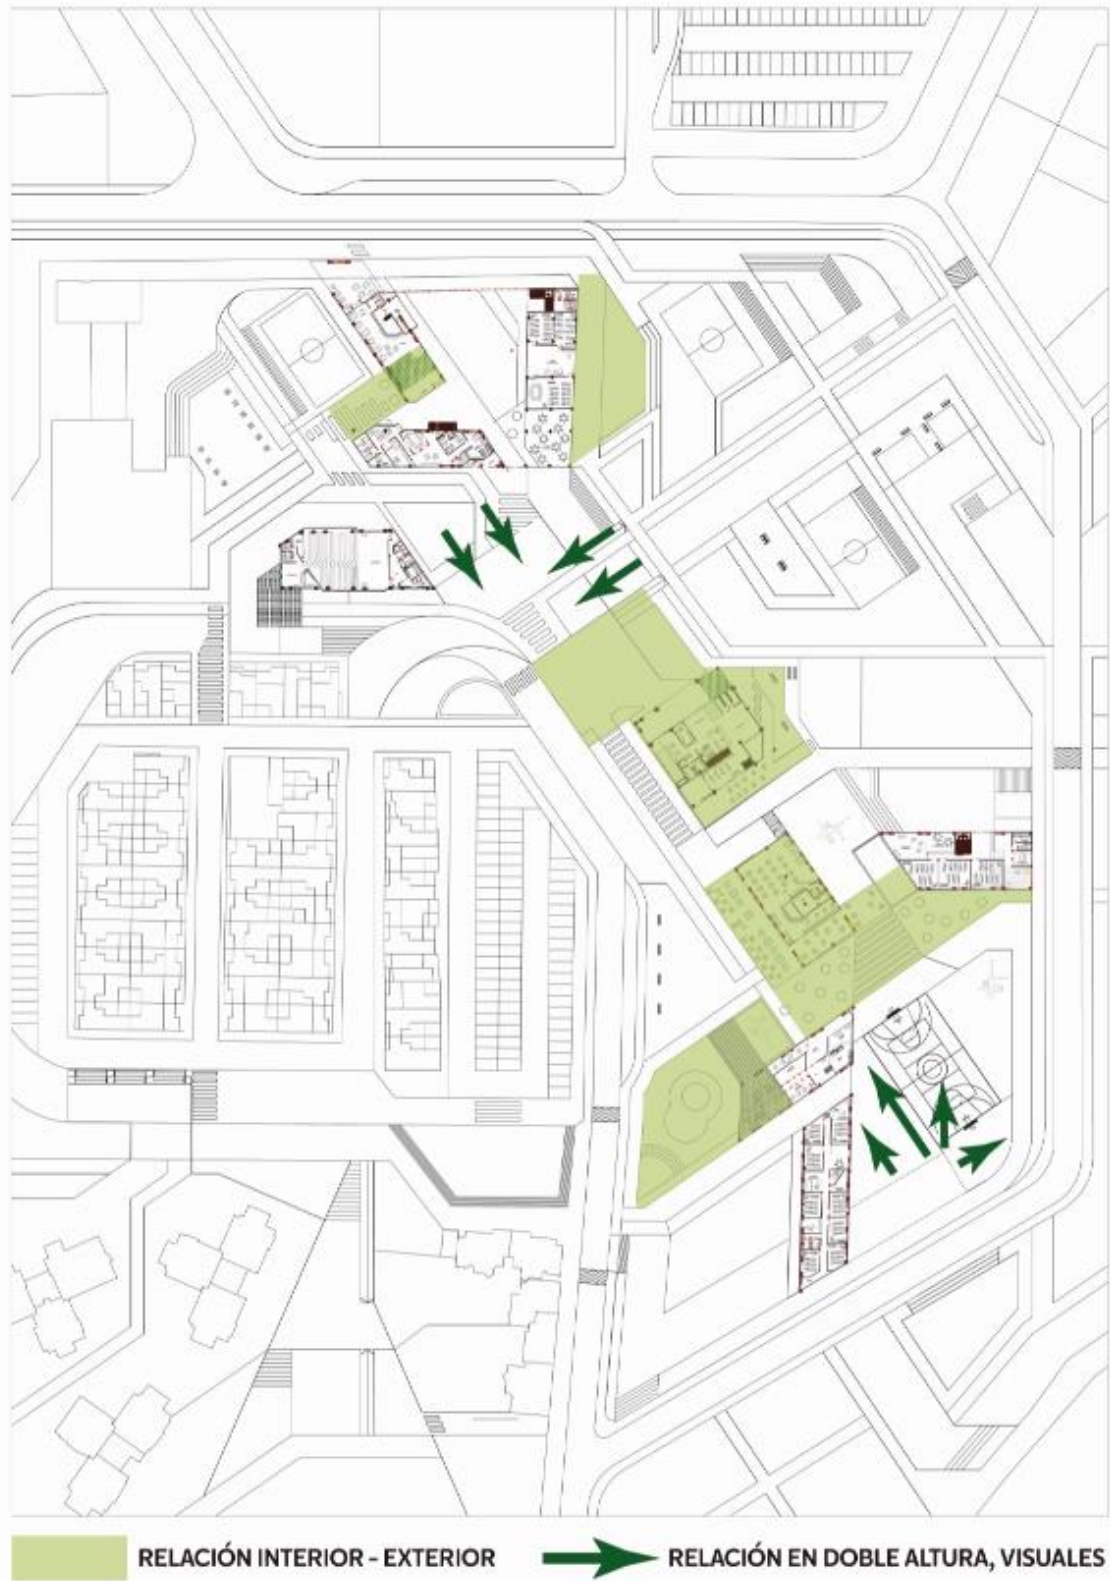 RELACIÓN INTERIOR - EXTERIOR
RELACIÓN EN DOBLE ALTURA, VISUALES